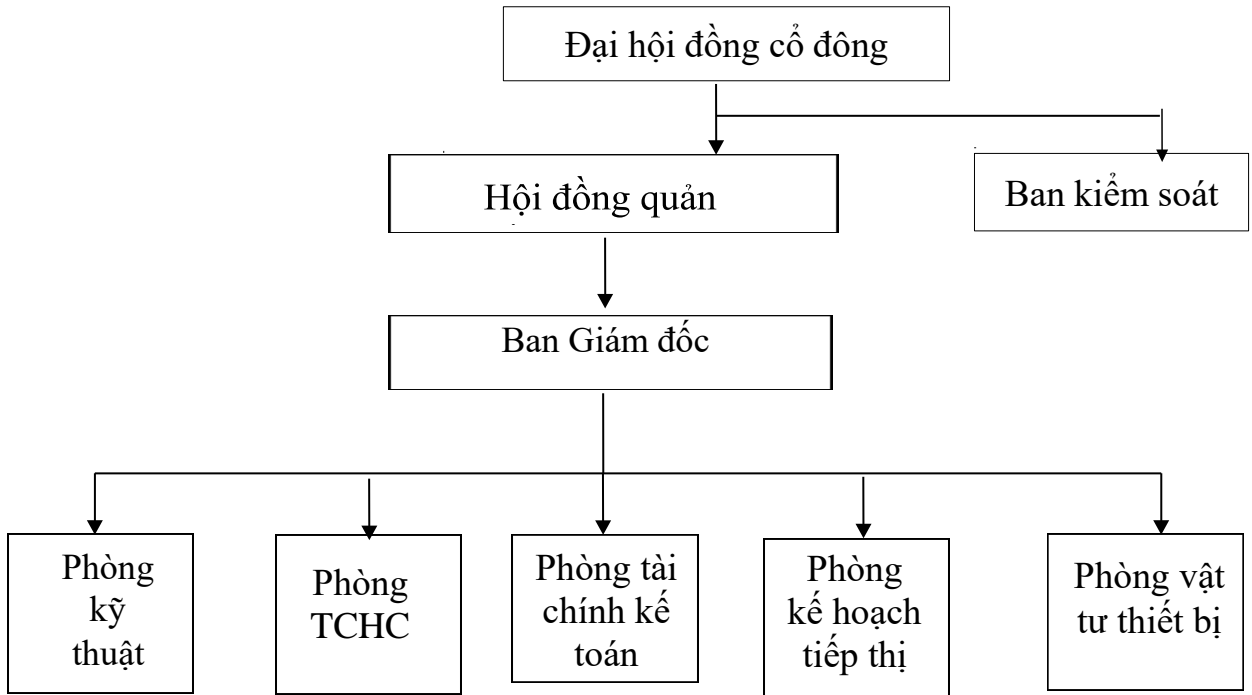 Đại hội đồng cổ đông
Hội đồng quản
Ban kiểm soát
Ban Giám đốc
Phòng
kỹ
thuật
Phòng
TCHC
Phòng tài
chính kế
toán
Phòng
kế hoạch
tiếp thị
Phòng vật
tư thiết bị